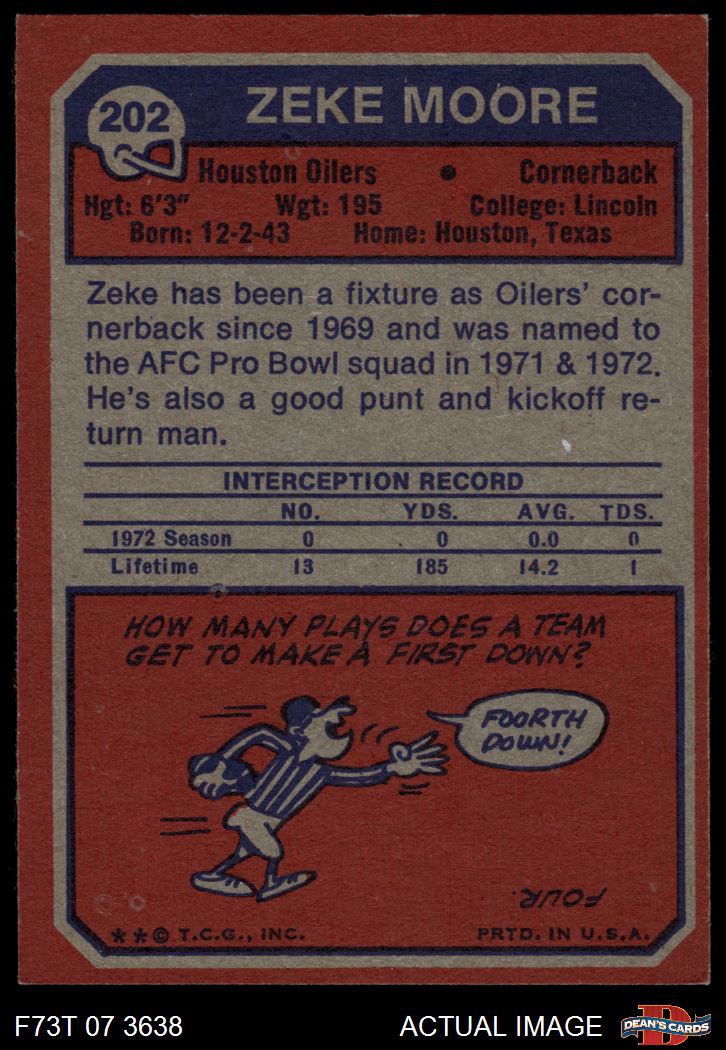 202
ZEKE MOORE
Houston Oilers • Cornerback
Hgt: 6'3" Wgt: 195 College: Lincoln
Born: 12-2-43 Home: Houston, Texas
Zeke has been a fixture as Oilers' cor-
nerback since 1969 and was named to
the AFC Pro Bowl squad in 1971 & 1972.
He's also a good punt and kickoff re-
turn man.
INTERCEPTION RECORD
NO. YDS. AVG. TDS.
1972 Season 0 0 0.0 0
Lifetime 13 185 14.2 1
HOW MANY PLAYS DOES A TEAM
GET TO MAKE A FIRST DOWN?
FOORTH
DOWN!
FOUR.
**© T.C.G., INC. PRTD. IN U.S.A.
F73T 07 3638 ACTUAL IMAGE
D
DEAN'S CARDS